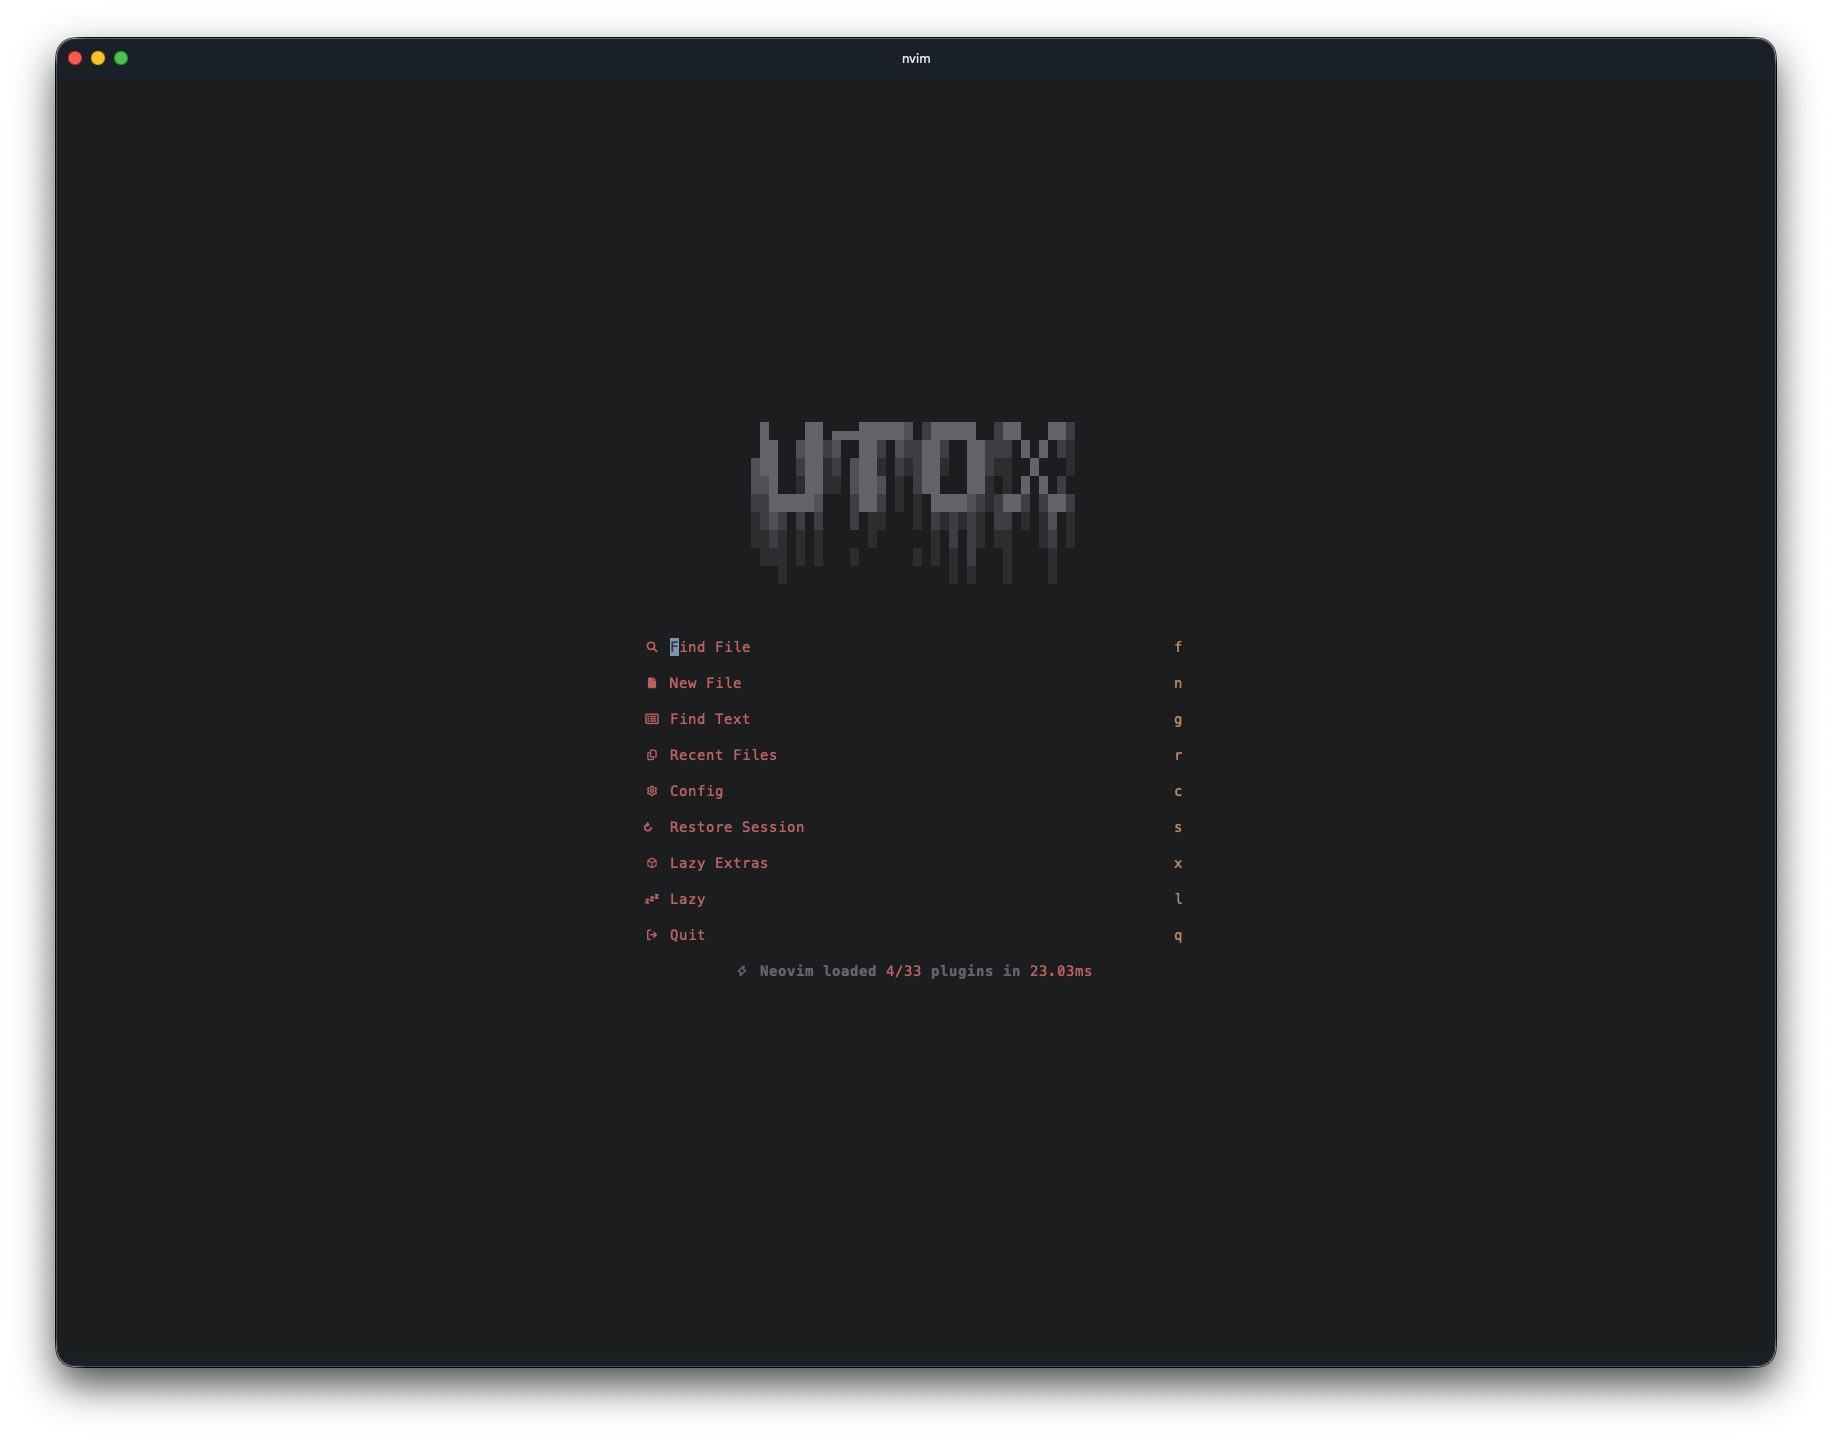 nvim
UTOX
Find File f
New File n
Find Text g
Recent Files r
Config c
Restore Session s
Lazy Extras x
Lazy l
Quit q
Neovim loaded 4/33 plugins in 23.03ms